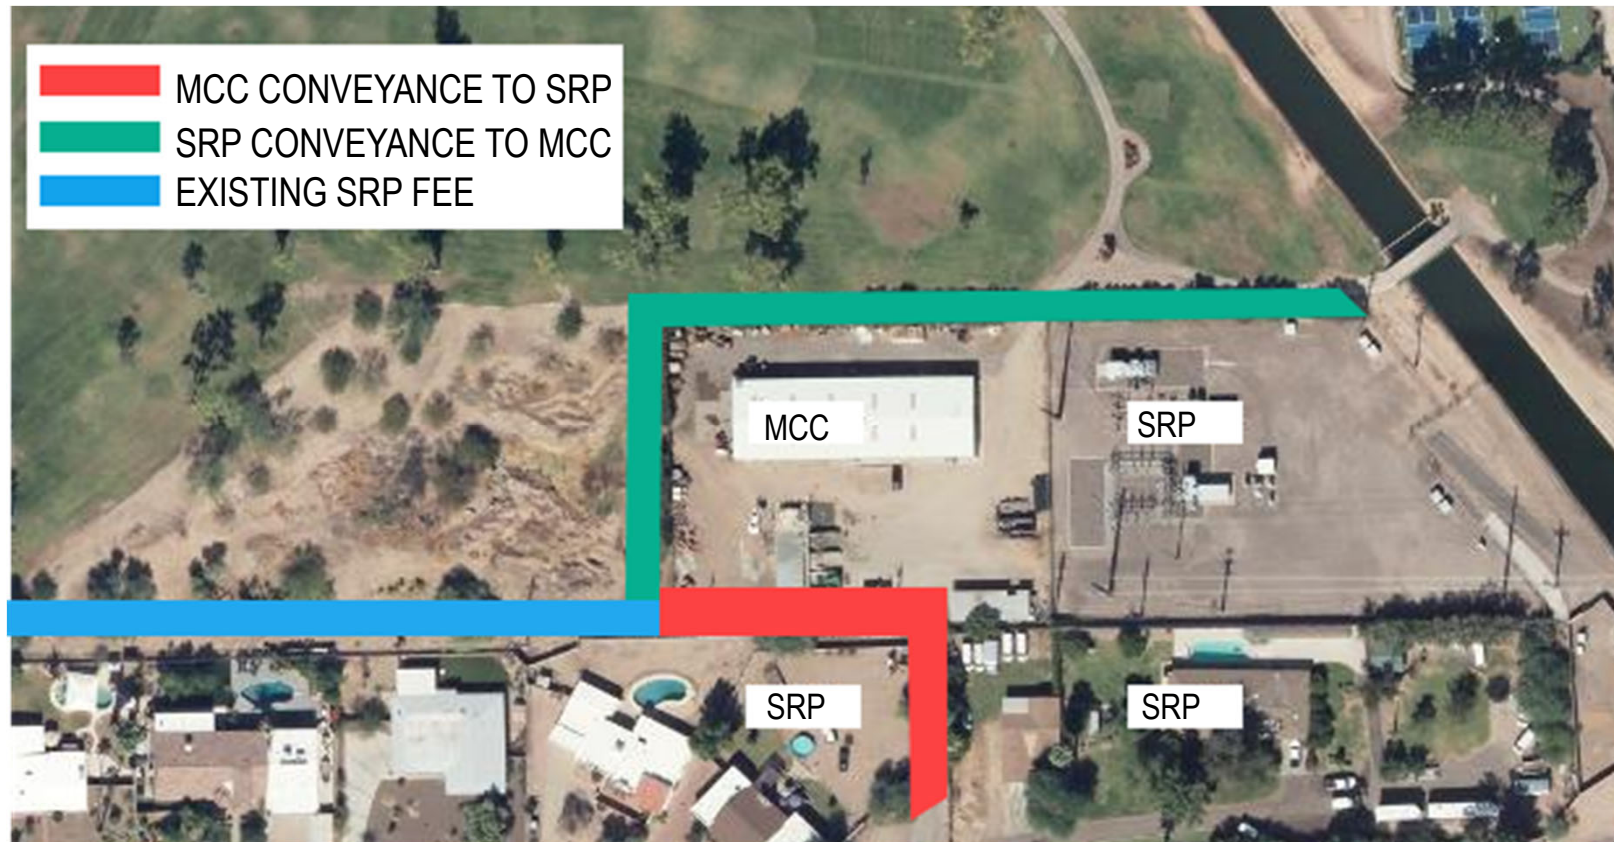 MCC CONVEYANCE TO SRP
SRP CONVEYANCE TO MCC
EXISTING SRP FEE
MCC
SRP
SRP
SRP